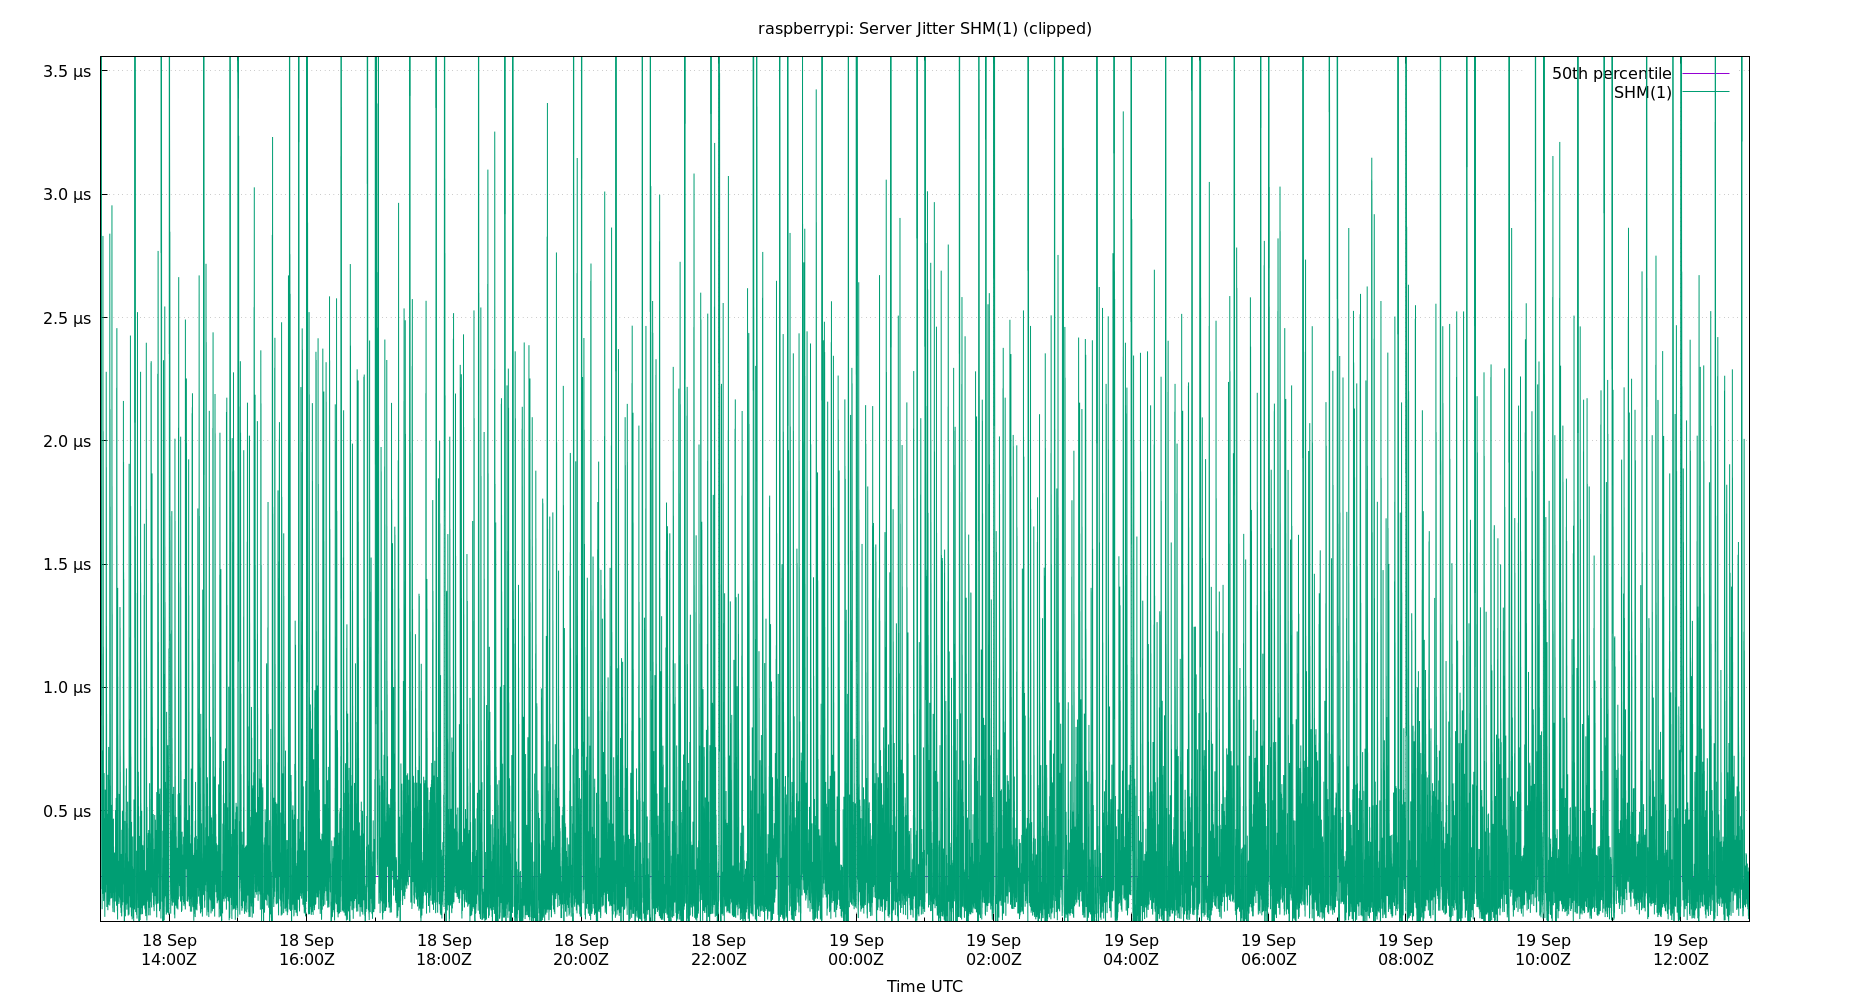 raspberrypi: Server Jitter SHM(1) (clipped)
3.5 µs
50th percentile
SHM(1)
3.0 µs
2.5 µs
2.0 µs
1.5 µs
1.0 µs
0.5 µs
18 Sep 18 Sep 18 Sep 18 Sep 18 Sep 19 Sep 19 Sep 19 Sep 19 Sep 19 Sep 19 Sep 19 Sep
14:00Z 16:00Z 18:00Z 20:00Z 22:00Z 00:00Z 02:00Z 04:00Z 06:00Z 08:00Z 10:00Z 12:00Z
Time UTC